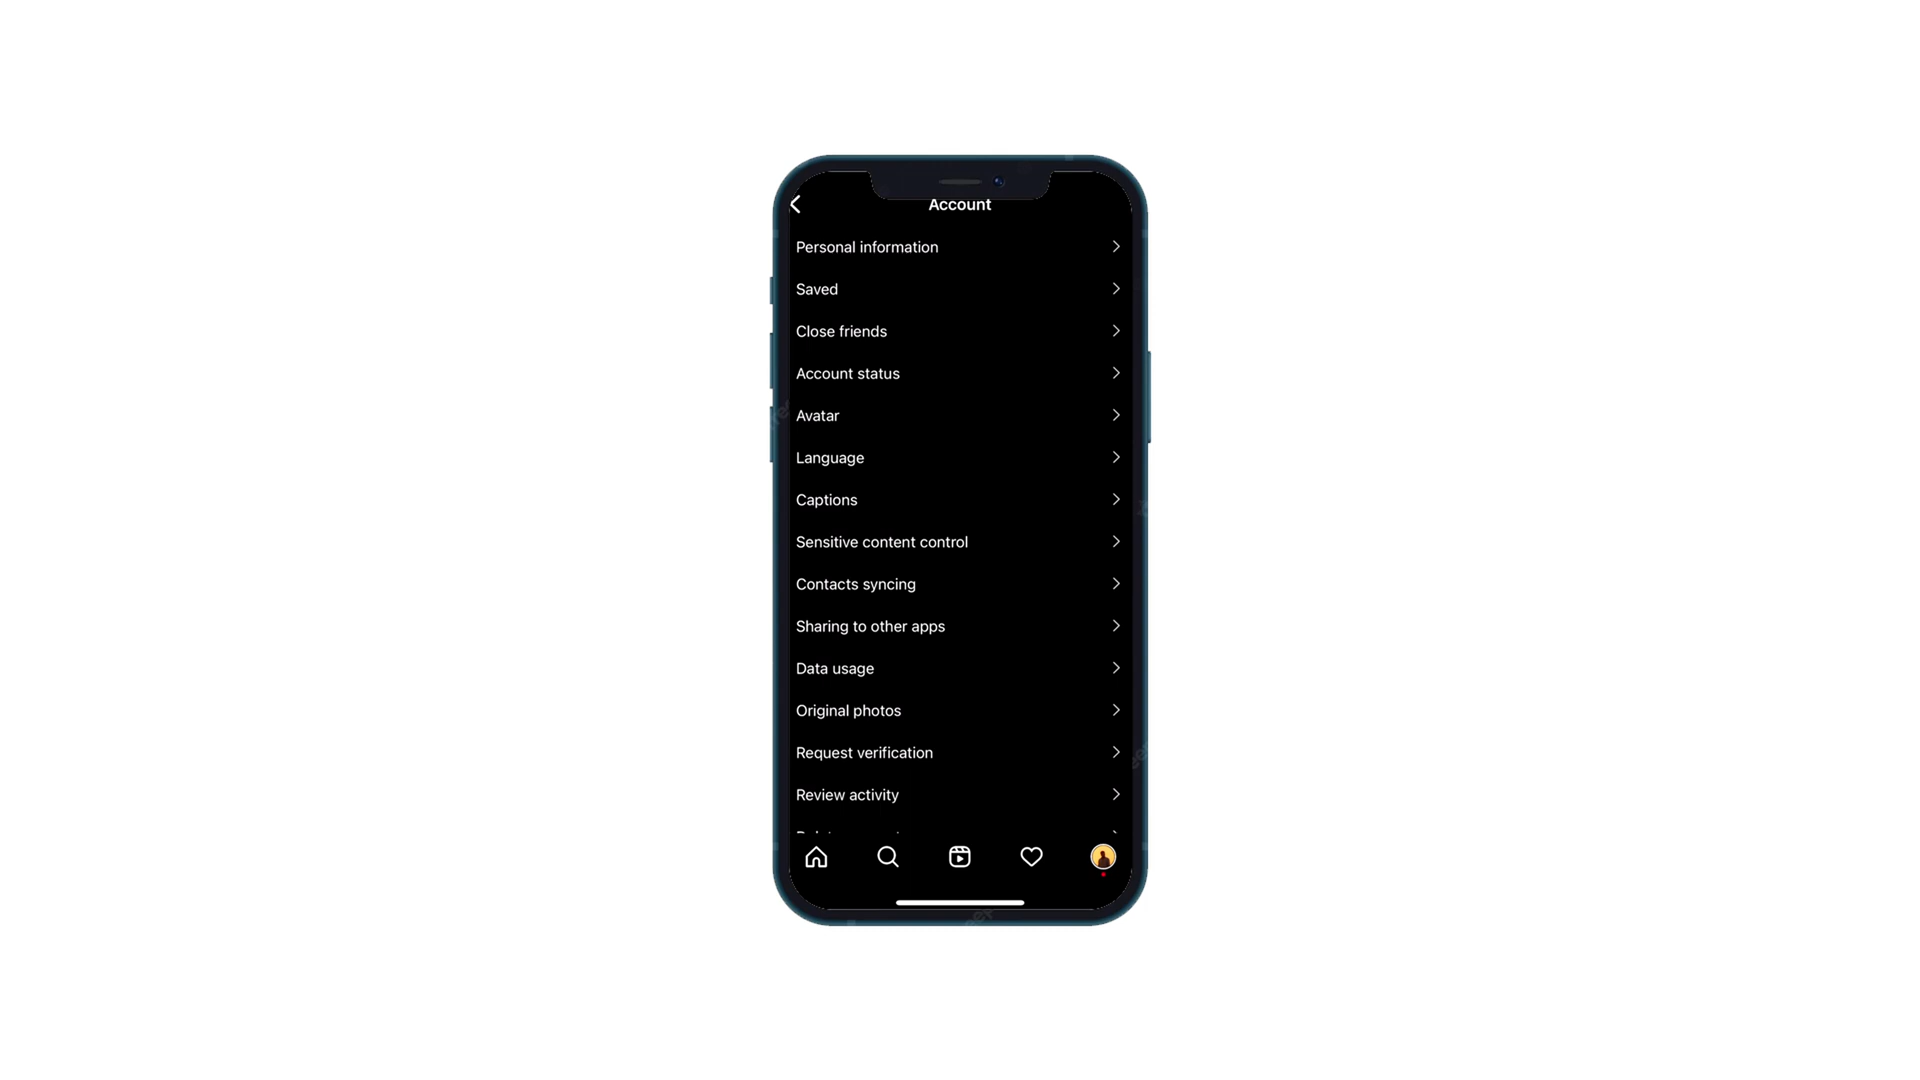 Account
Personal information
Saved
Close friends
Account status
Avatar
Language
Captions
Sensitive content control
Contacts syncing
Sharing to other apps
Data usage
Original photos
Request verification
Review activity